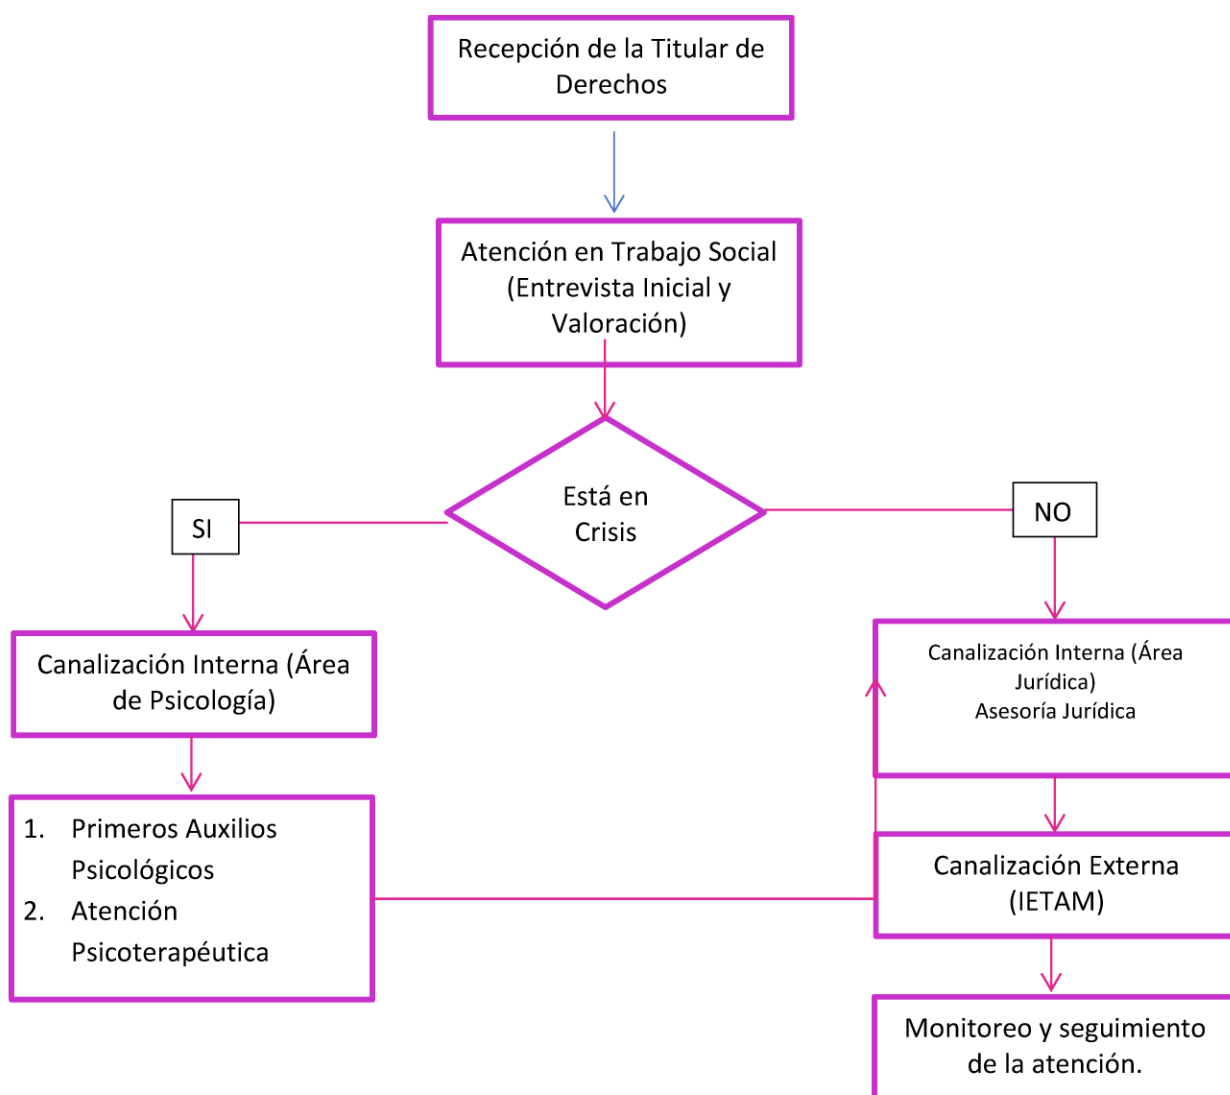 Recepción de la Titular de
Derechos
Atención en Trabajo Social
(Entrevista Inicial y
Valoración)
Está en
Crisis
SI
NO
Canalización Interna (Área
de Psicología)
Canalización Interna (Área
Jurídica)
Asesoría Jurídica
1. Primeros Auxilios
Psicológicos
2. Atención
Psicoterapéutica
Canalización Externa
(IETAM)
Monitoreo y seguimiento
de la atención.